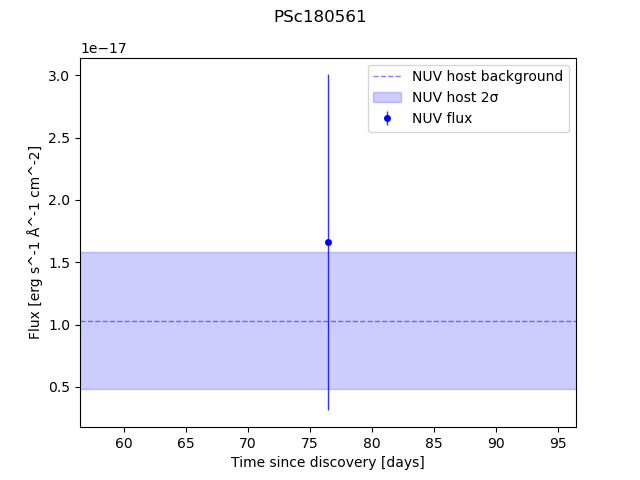 PSc180561
1e−17
NUV host background
NUV host 2σ
NUV flux
3.0
2.5
2.0
1.5
1.0
0.5
Flux [erg s^-1 Å^-1 cm^-2]
60 65 70 75 80 85 90 95
Time since discovery [days]